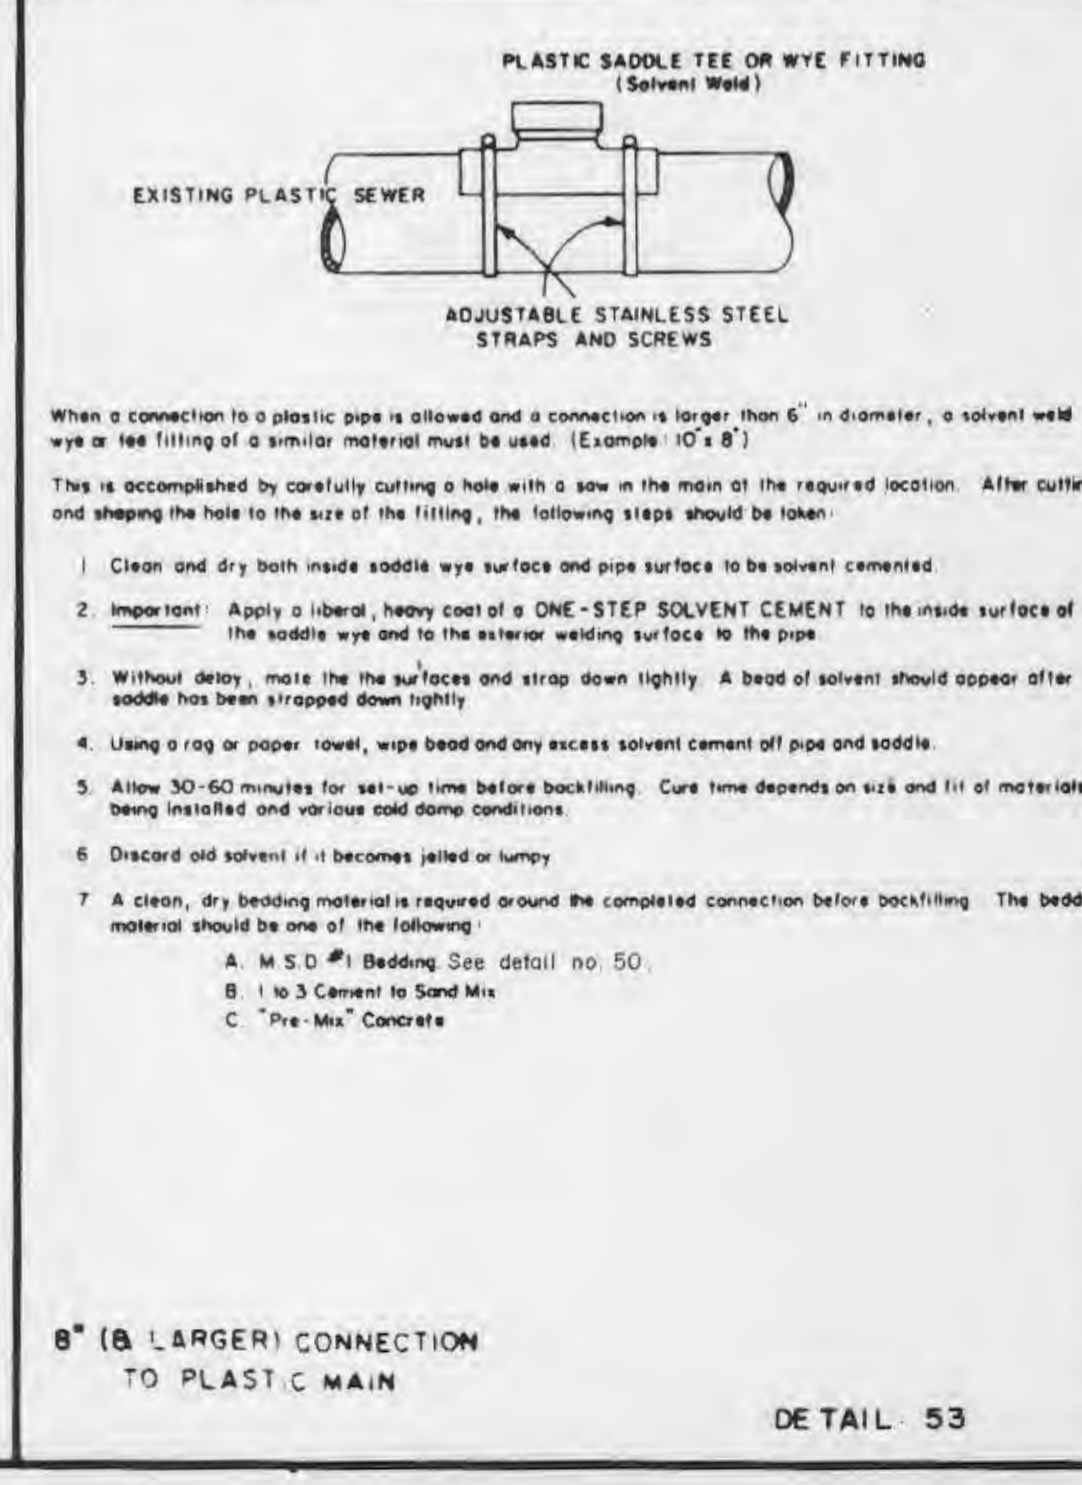 PLASTIC SADDLE TEE OR WYE FITTING
(Solvent Weld)
EXISTING PLASTIC SEWER
ADJUSTABLE STAINLESS STEEL
STRAPS AND SCREWS
When a connection to a plastic pipe is allowed and a connection is larger than 6" in diameter, a solvent weld
wye or tee fitting of a similar material must be used. (Example: 10" x 8")
This is accomplished by carefully cutting a hole with a saw in the main at the required location. After cuttin
and shaping the hole to the size of the fitting, the following steps should be taken:
1 Clean and dry both inside saddle wye surface and pipe surface to be solvent cemented.
2. Important: Apply a liberal, heavy coat of a ONE-STEP SOLVENT CEMENT to the inside surface of
the saddle wye and to the exterior welding surface to the pipe
3. Without delay, mate the the surfaces and strap down tightly. A bead of solvent should appear after
saddle has been strapped down tightly
4. Using a rag or paper towel, wipe bead and any excess solvent cement off pipe and saddle.
5. Allow 30-60 minutes for set-up time before backfilling. Cure time depends on size and fit of materials
being installed and various cold damp conditions.
6 Discard old solvent if it becomes jelled or lumpy
7 A clean, dry bedding material is required around the completed connection before backfilling The bedd
material should be one of the following:
A. M.S.D #1 Bedding. See detail no. 50.
B. 1 to 3 Cement to Sand Mix
C. "Pre-Mix" Concrete
8" (& LARGER) CONNECTION
TO PLASTIC MAIN
DETAIL 53